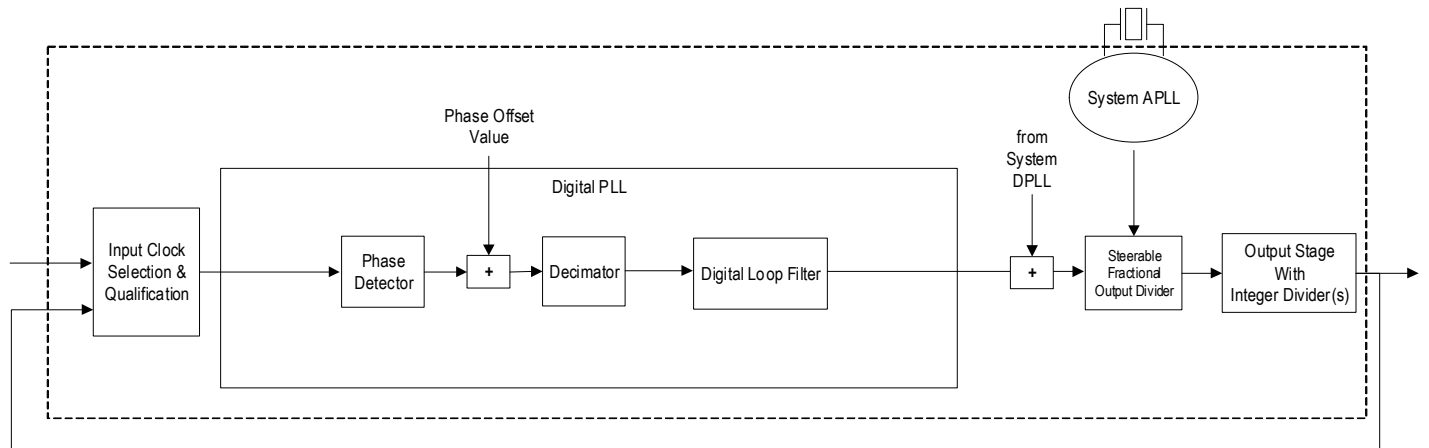 System APLL
Phase Offset
Value
from
System
DPLL
Digital PLL
Input Clock
Selection &
Qualification
Phase
Detector
+
Decimator
Digital Loop Filter
+
Steerable
Fractional
Output Divider
Output Stage
With
Integer Divider(s)